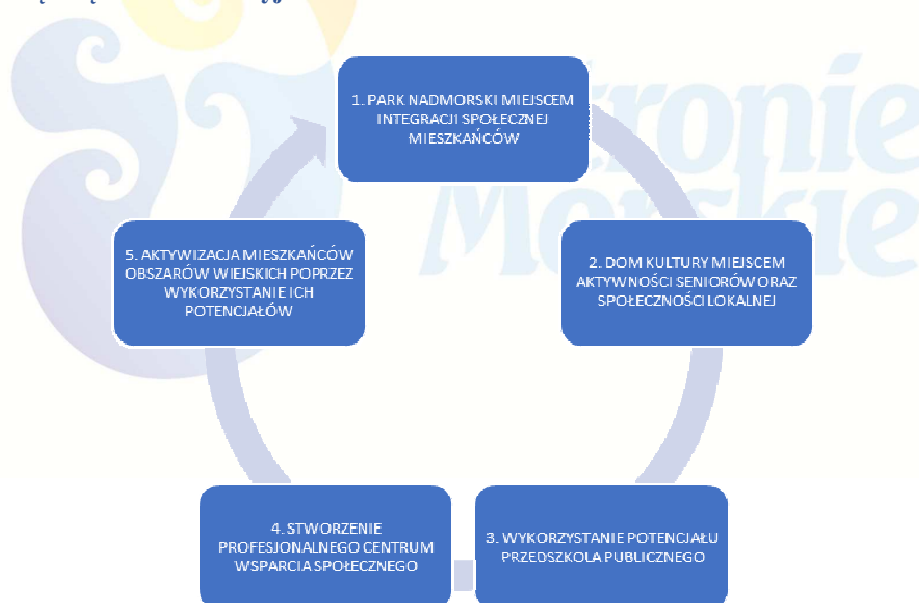 1. PARK NADMORSKI MIEJSCEM
INTEGRACJI SPOŁECZNEJ
MIESZKAŃCÓW
2. DOM KULTURY MIEJSCEM
AKTYWNOŚCI SENIORÓW ORAZ
SPOŁECZNOŚCI LOKALNEJ
3. WYKORZYSTANIE POTENCJAŁU
PRZEDSZKOLA PUBLICZNEGO
4. STWORZENIE
PROFESJONALNEGO CENTRUM
WSPARCIA SPOŁECZNEGO
5. AKTYWIZACJA MIESZKAŃCÓW
OBSZARÓW WIEJSKICH POPRZEZ
WYKORZYSTANIE ICH
POTENCJAŁÓW